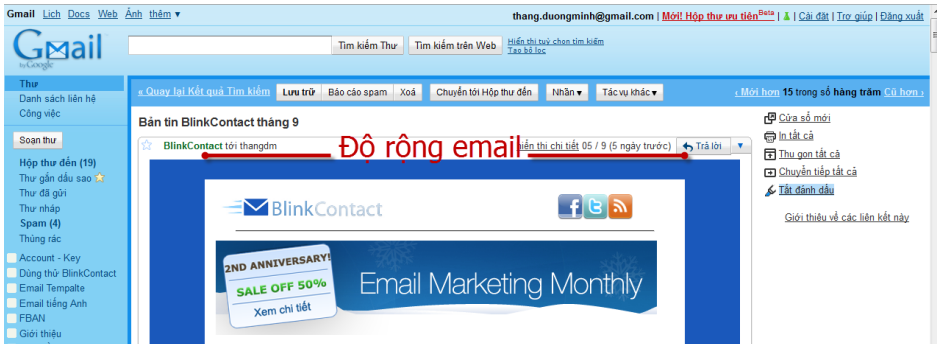 Gmail Lịch Docs Web Ảnh thêm ▼
thang.duongminh@gmail.com | Mới! Hộp thư ưu tiên Beta | Cài đặt | Trợ giúp | Đăng xuất
Gmail
by Google
Tìm kiếm Thư Tìm kiếm trên Web
Hiển thị tuỳ chọn tìm kiếm
Tạo bộ lọc
Thư
Danh sách liên hệ
Công việc
Soạn thư
Hộp thư đến (19)
Thư gắn dấu sao
Thư đã gửi
Thư nháp
Spam (4)
Thùng rác
Account - Key
Dùng thử BlinkContact
Email Tempalte
Email tiếng Anh
FBAN
Giới thiệu
« Quay lại Kết quả Tìm kiếm Lưu trữ Báo cáo spam Xoá Chuyển tới Hộp thư đến Nhãn ▼ Tác vụ khác ▼ ‹ Mới hơn 15 trong số hàng trăm Cũ hơn ›
Bản tin BlinkContact tháng 9
BlinkContact tới thangdm
Độ rộng email
hiển thị chi tiết 05 / 9 (5 ngày trước) Trả lời ▼
BlinkContact
2ND ANNIVERSARY!
SALE OFF 50%
Xem chi tiết
Email Marketing Monthly
Cửa sổ mới
In tất cả
Thu gọn tất cả
Chuyển tiếp tất cả
Tắt đánh dấu
Giới thiệu về các liên kết này